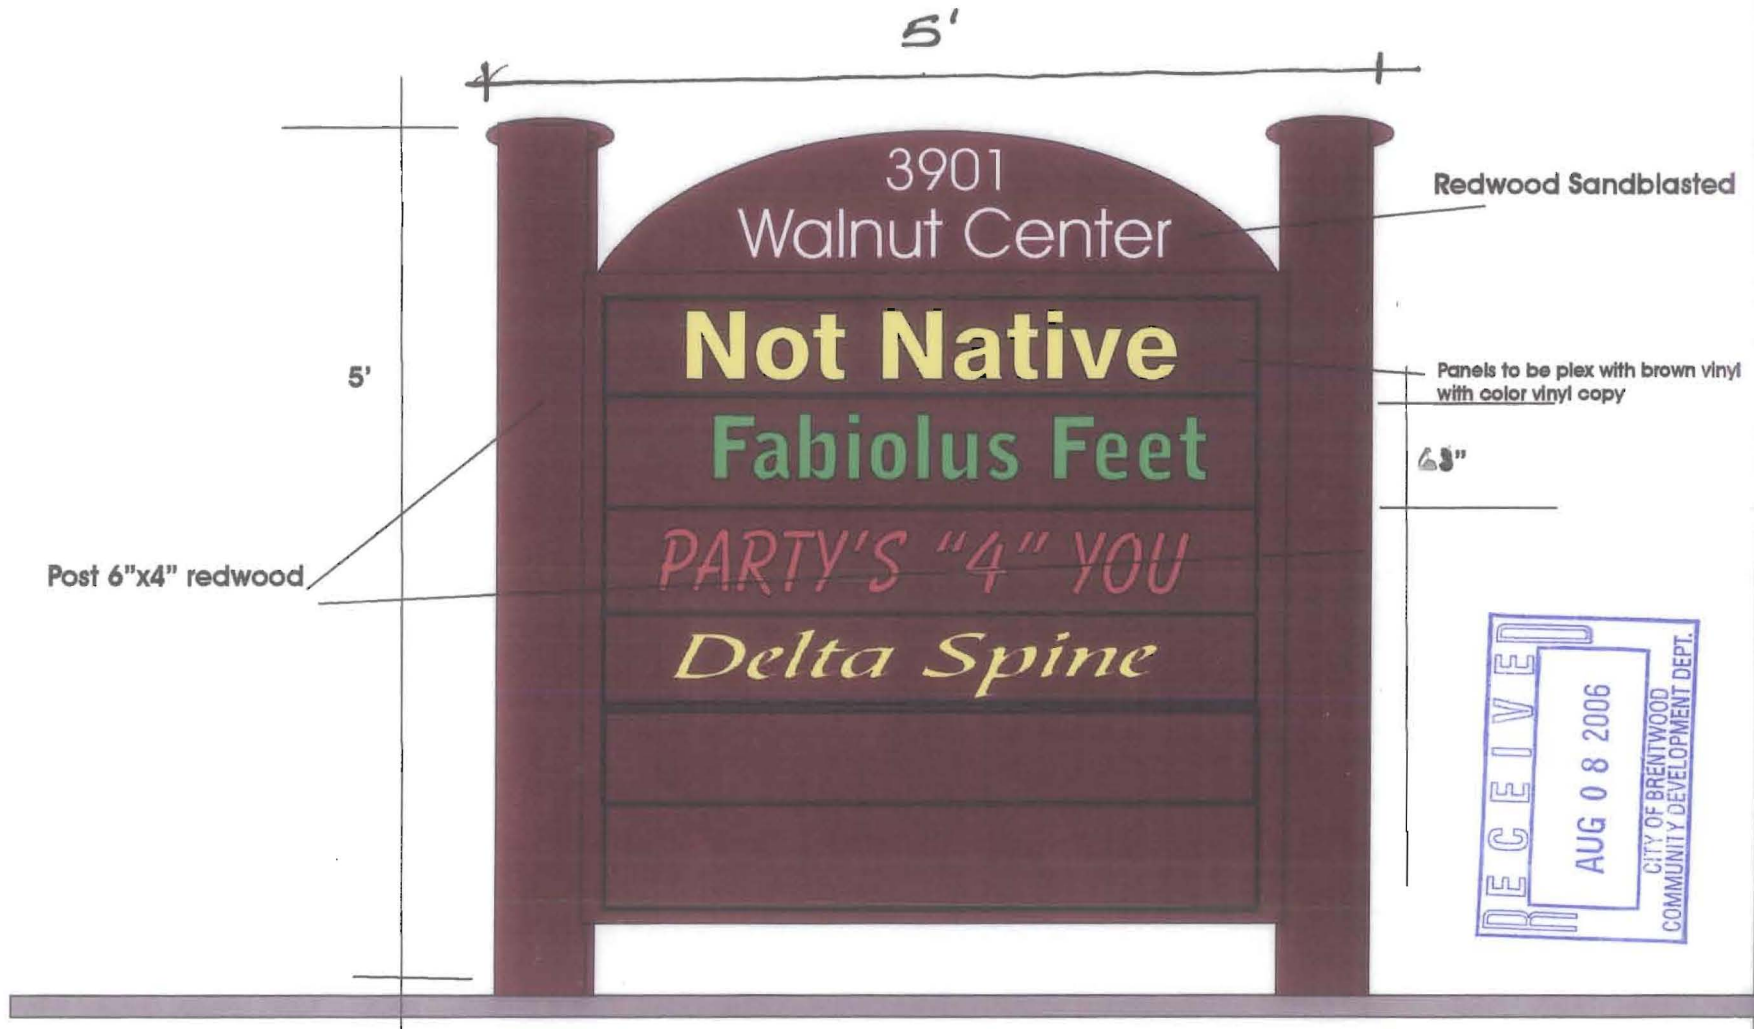 5'
3901
Walnut Center
Redwood Sandblasted
Not Native
5'
Panels to be plex with brown vinyl
with color vinyl copy
Fabiolus Feet
PARTY'S "4" YOU
Post 6"x4" redwood
Delta Spine
RECEIVED
AUG 08 2006
CITY OF BRENTWOOD
COMMUNITY DEVELOPMENT DEPT.